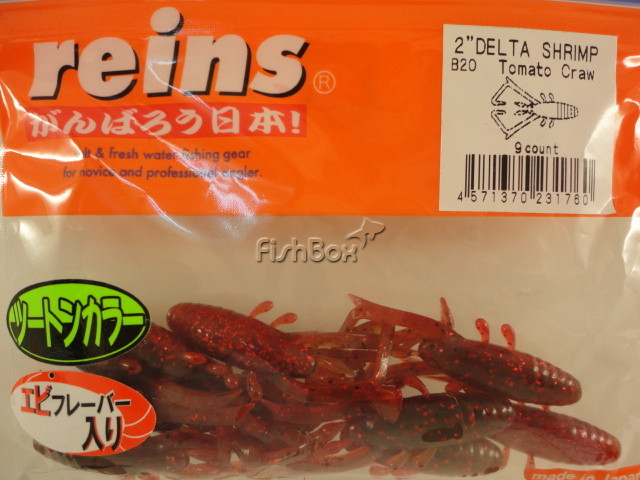 reins®
がんばろう日本!
lt & fresh water fishing gear
for novice and professional angler.
2"DELTA SHRIMP
B20 Tomato Craw
9 count
4 571370 231760
FishBox
ツートンカラー
エビフレーバー
入り
made in Japan